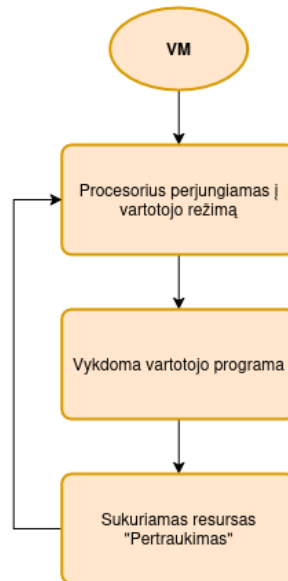 VM
Procesorius perjungiamas į
vartotojo režimą
Vykdoma vartotojo programa
Sukuriamas resursas
"Pertraukimas"